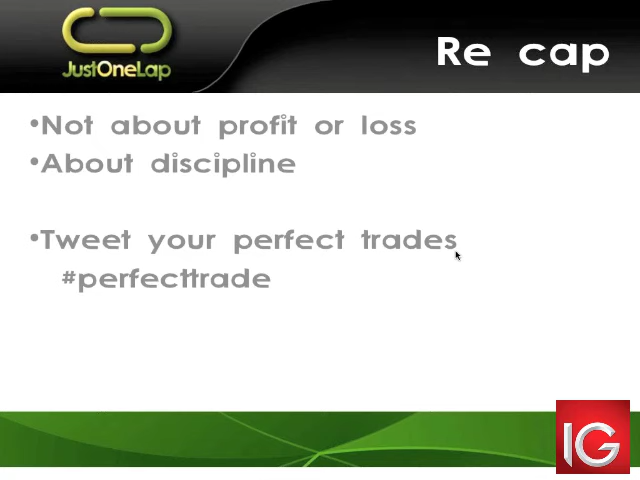 JustOneLap
Re cap
•Not about profit or loss
•About discipline
•Tweet your perfect trades
#perfecttrade
IG